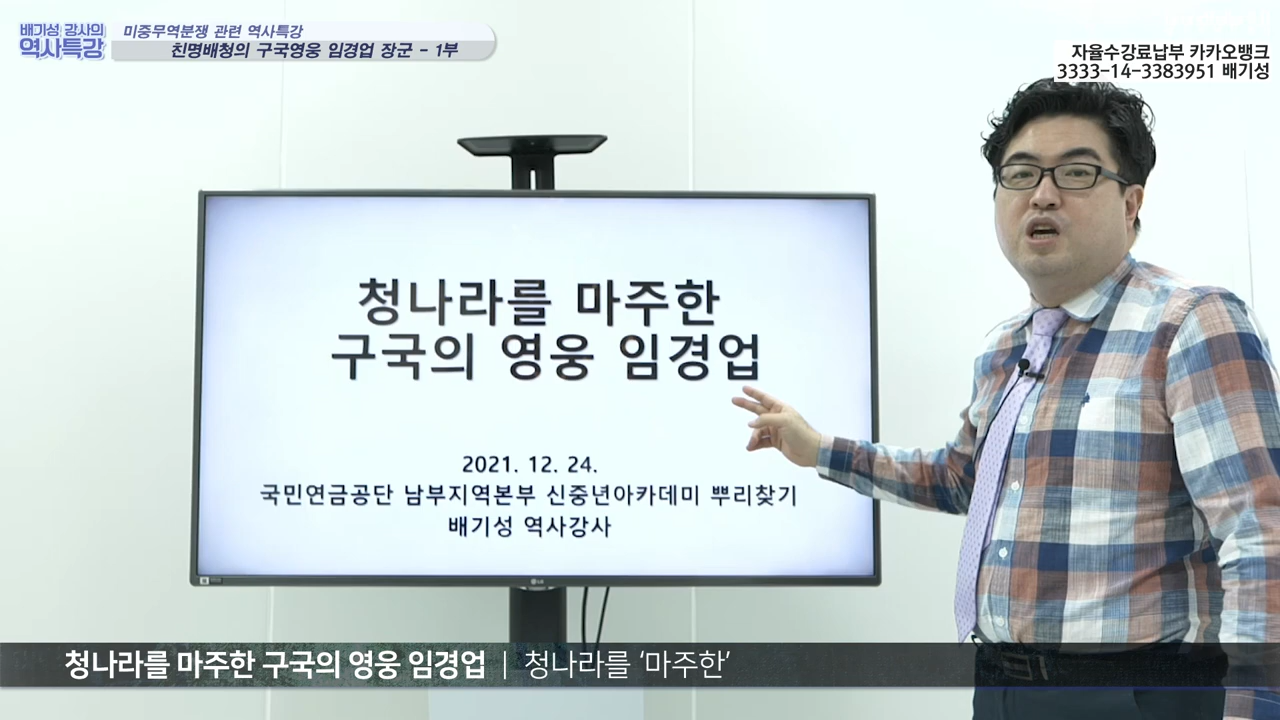 배기성 강사의
역사특강
미중무역분쟁 관련 역사특강
친명배청의 구국영웅 임경업 장군 - 1부
자율수강료납부 카카오뱅크
3333-14-3383951 배기성
청나라를 마주한
구국의 영웅 임경업
2021. 12. 24.
국민연금공단 남부지역본부 신중년아카데미 뿌리찾기
배기성 역사강사
LG
청나라를 마주한 구국의 영웅 임경업 | 청나라를 ‘마주한’